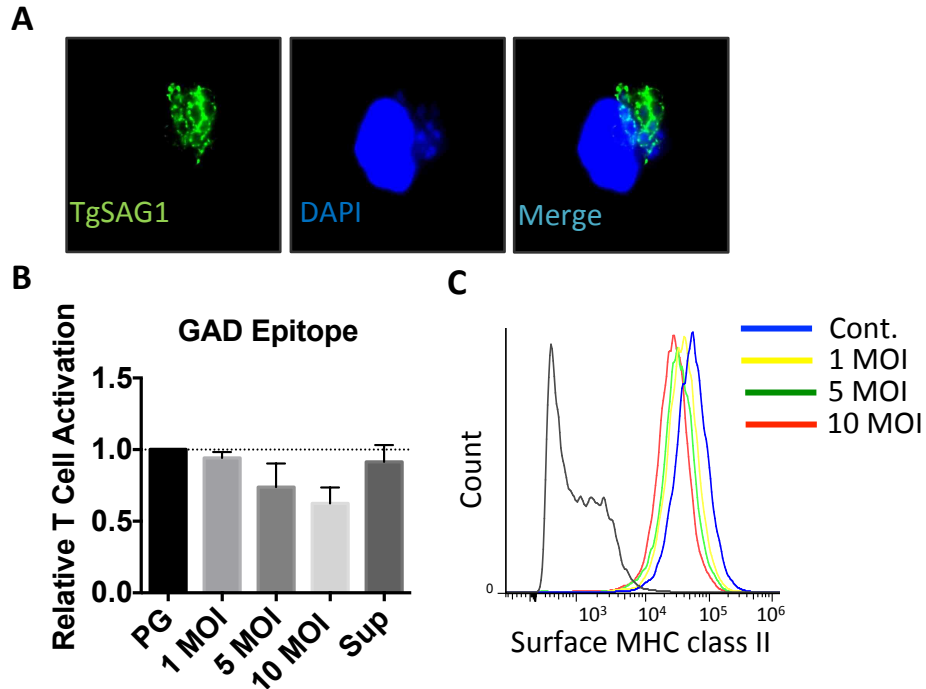 A
TgSAG1
DAPI
Merge
B
GAD Epitope
Relative T Cell Activation
1.5
1.0
0.5
0.0
PG
1 MOI
5 MOI
10 MOI
Sup
C
Cont.
1 MOI
5 MOI
10 MOI
Count
0
10³ 10⁴ 10⁵ 10⁶
Surface MHC class II